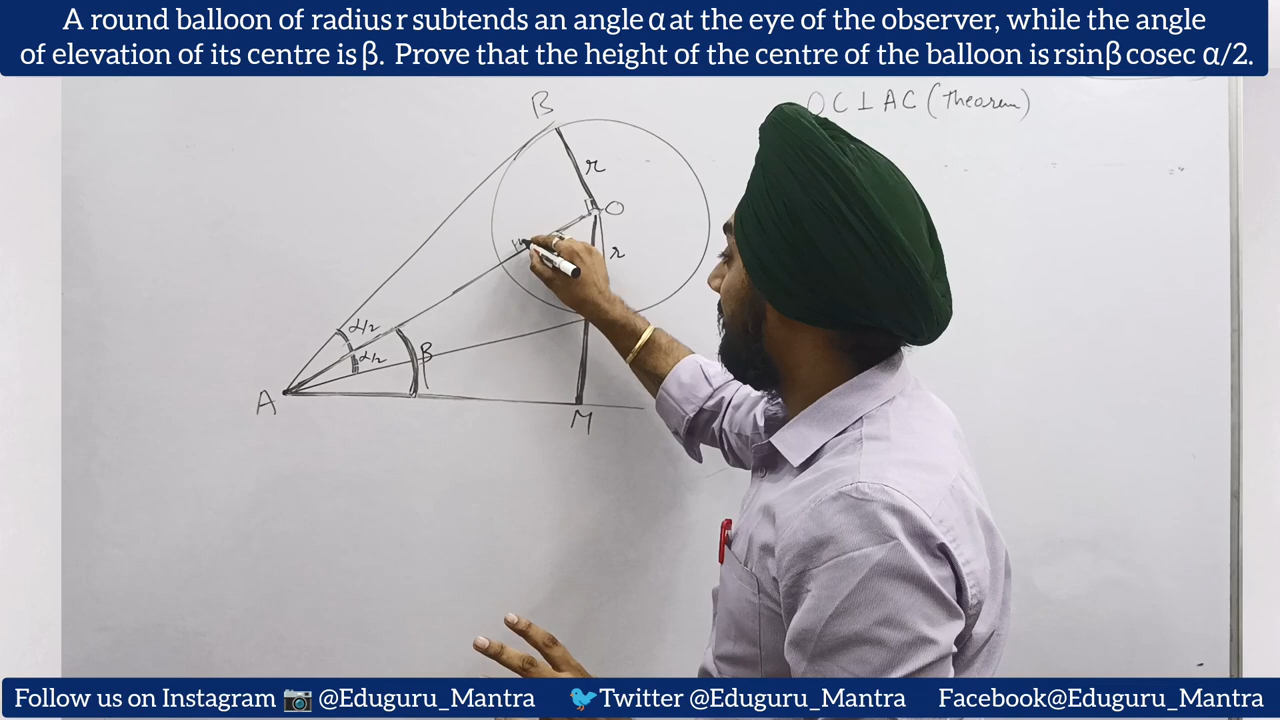 A round balloon of radius r subtends an angle α at the eye of the observer, while the angle
of elevation of its centre is β. Prove that the height of the centre of the balloon is rsinβ cosec α/2.
OC⊥AC (theorem)
B
r
O
r
α/2
α/2
β
A
M
Follow us on Instagram 📷 @Eduguru_Mantra 🐦Twitter @Eduguru_Mantra Facebook@Eduguru_Mantra